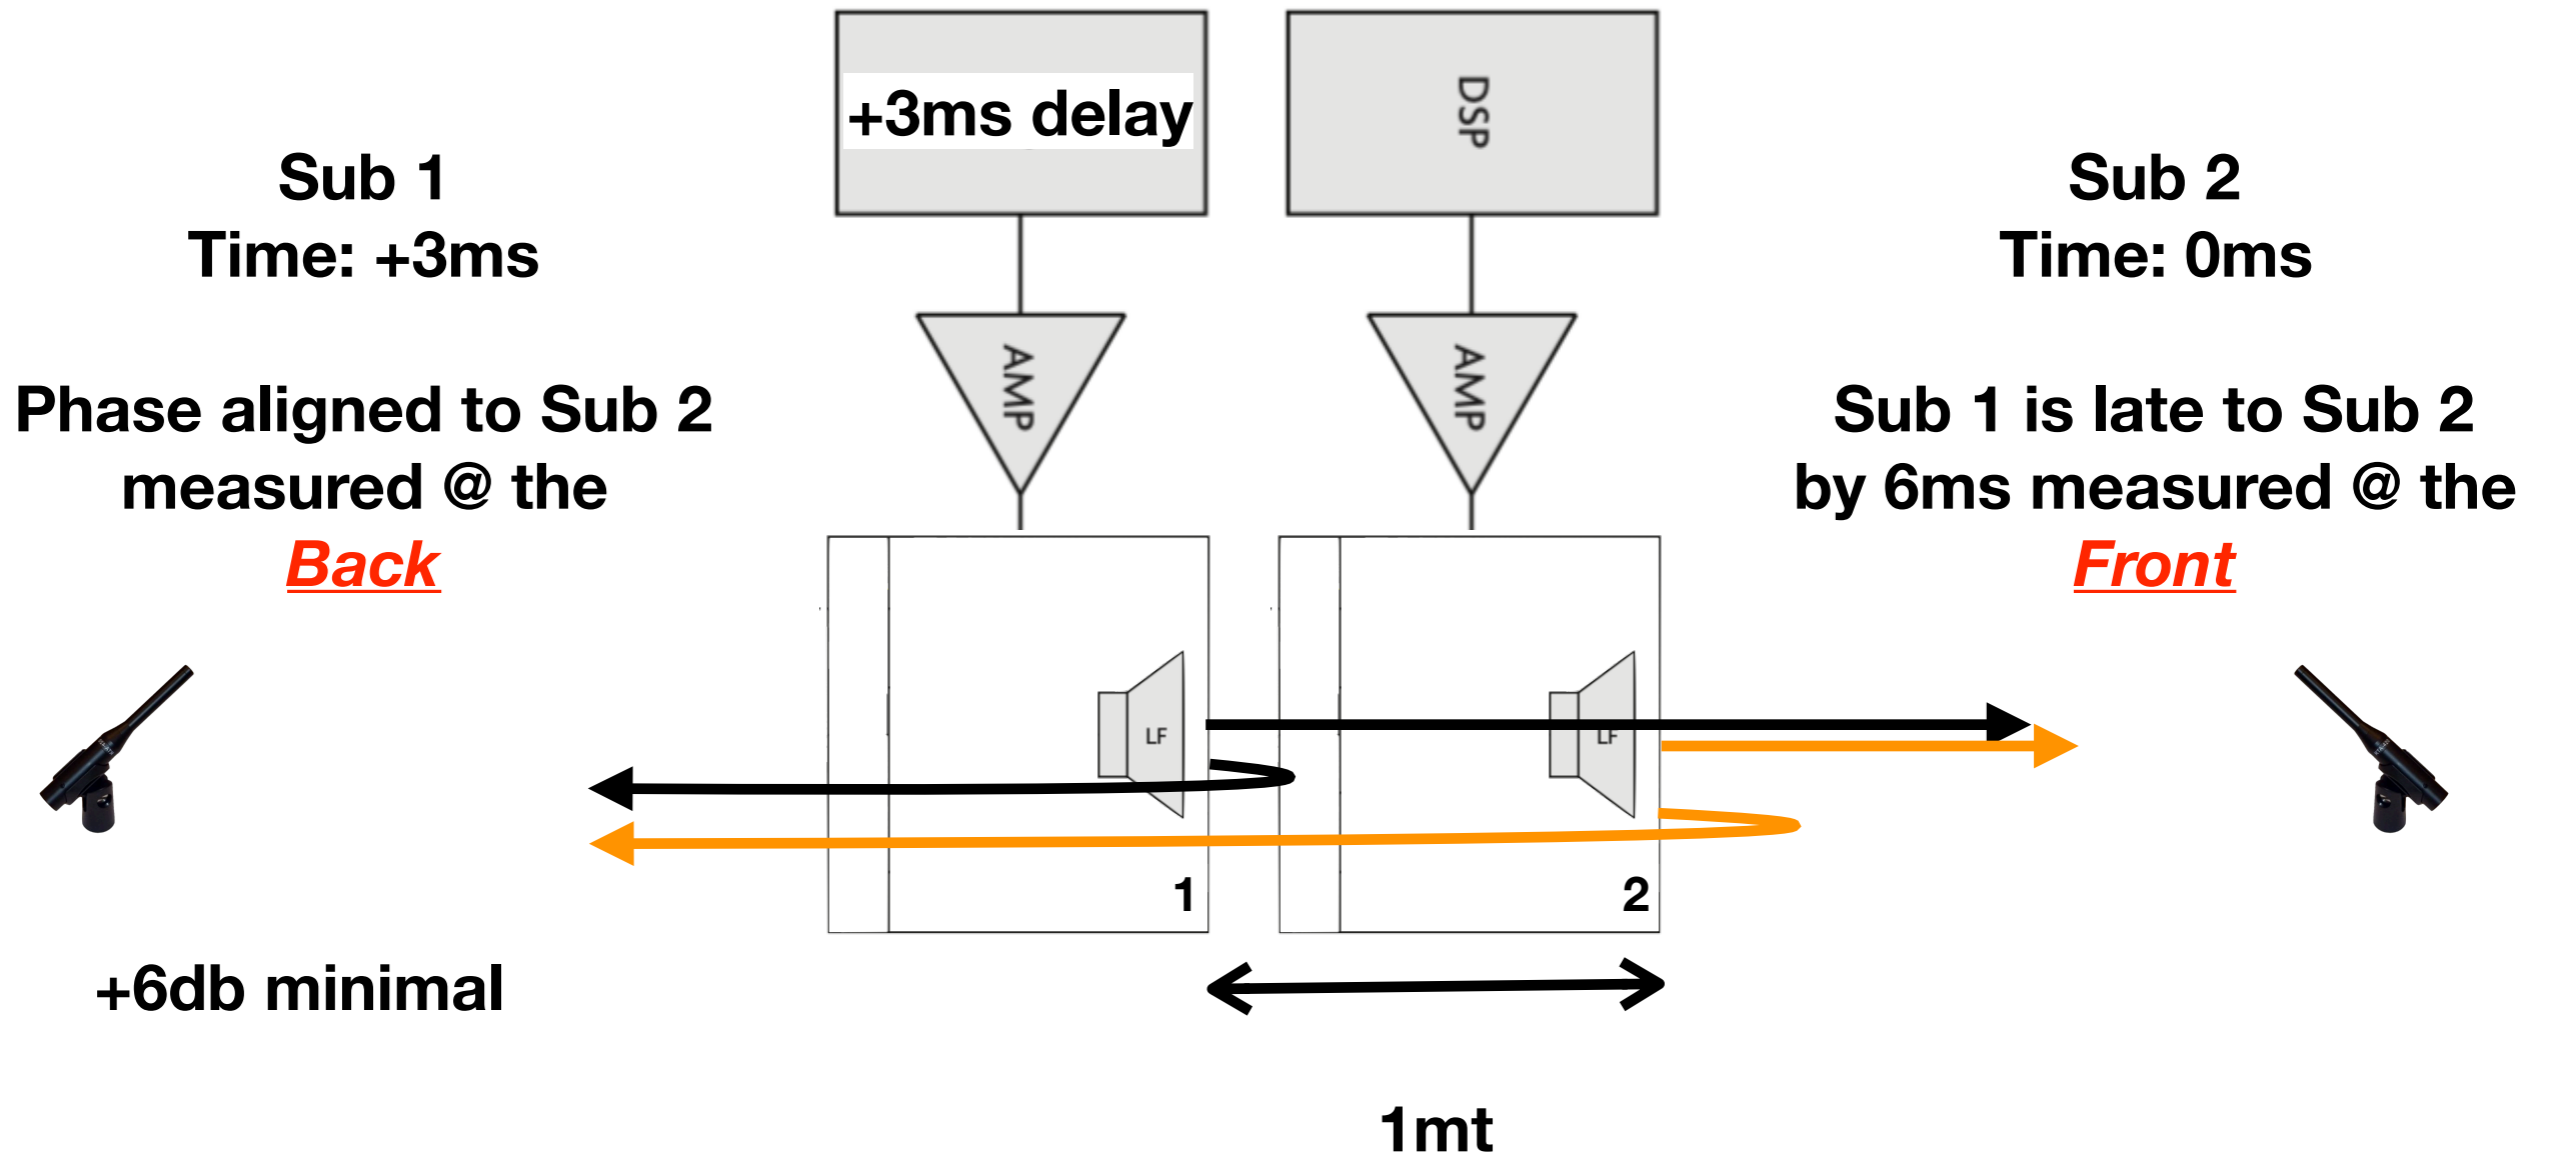 +3ms delay
DSP
Sub 1
Time: +3ms
Sub 2
Time: 0ms
AMP
AMP
Phase aligned to Sub 2
measured @ the
Back
Sub 1 is late to Sub 2
by 6ms measured @ the
Front
LF
LF
1
2
+6db minimal
1mt